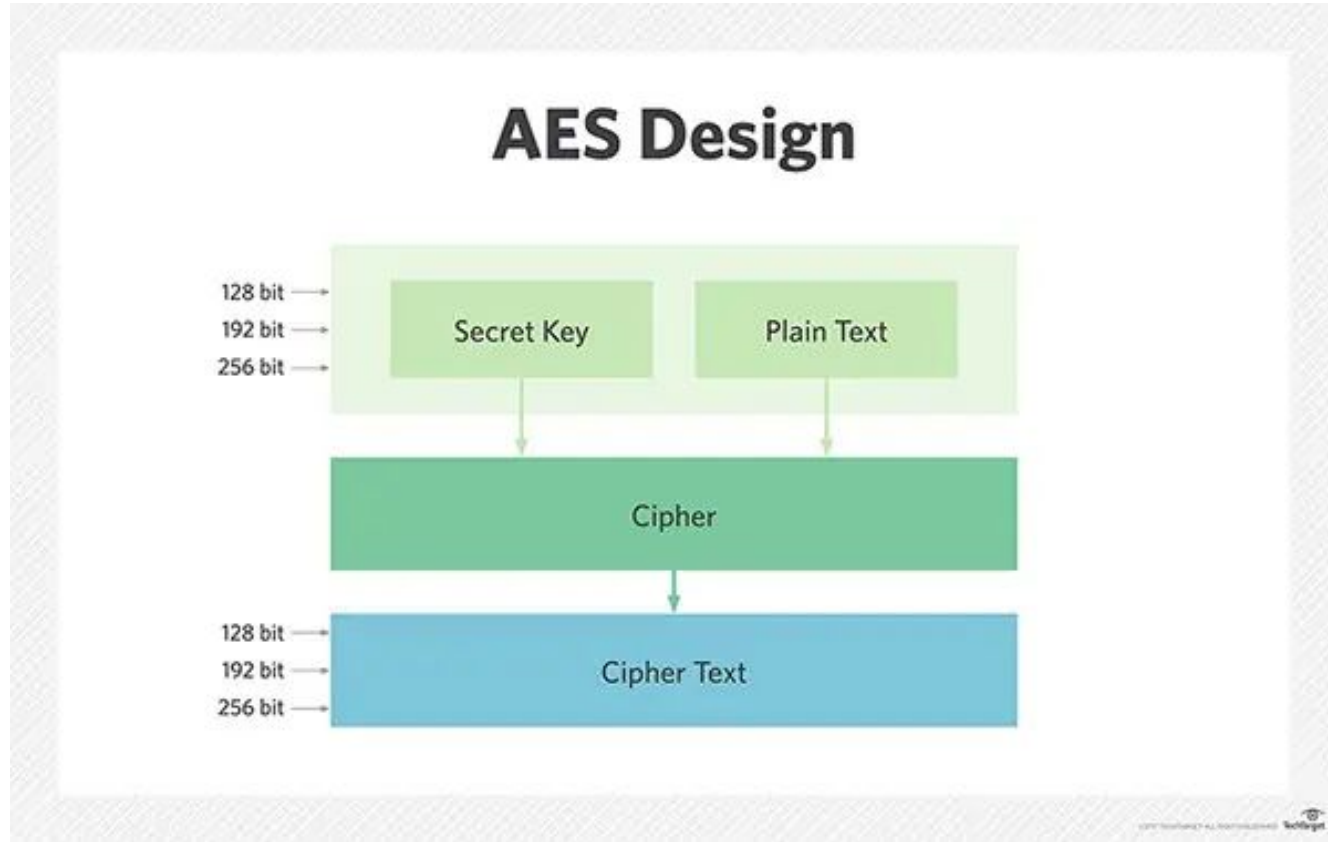 AES Design
128 bit
192 bit
256 bit
Secret Key
Plain Text
Cipher
128 bit
192 bit
256 bit
Cipher Text
TechTarget